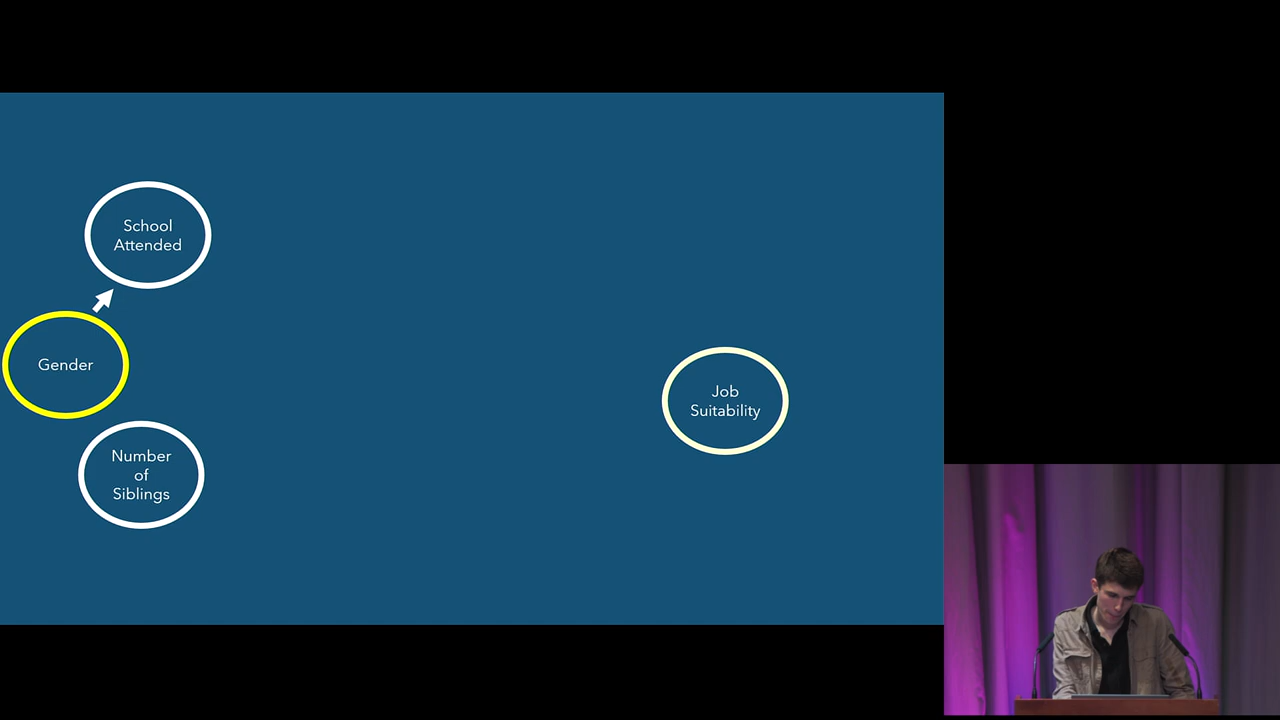 School
Attended
Gender
Number
of
Siblings
Job
Suitability